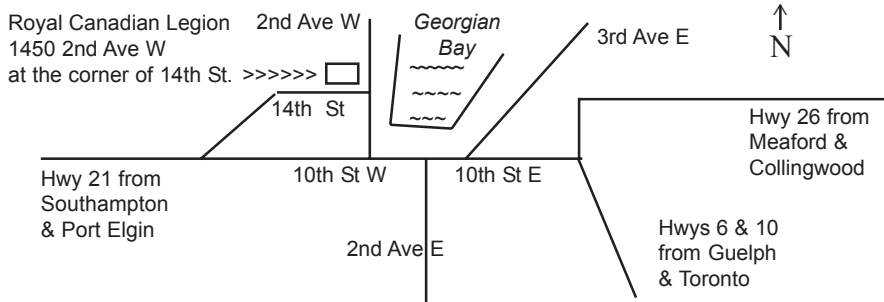 Royal Canadian Legion
1450 2nd Ave W
at the corner of 14th St. >>>>>>
2nd Ave W
Georgian
Bay
3rd Ave E
N
14th St
Hwy 26 from
Meaford &
Collingwood
10th St W
10th St E
Hwy 21 from
Southampton
& Port Elgin
2nd Ave E
Hwys 6 & 10
from Guelph
& Toronto